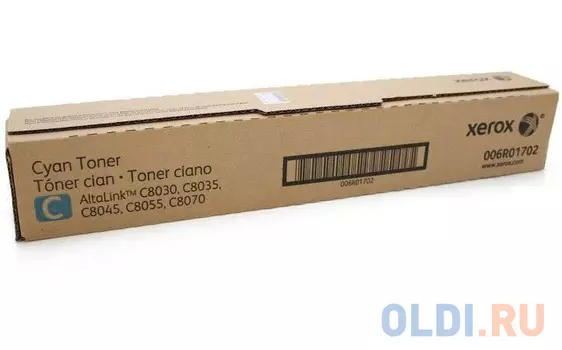 Cyan Toner
Tóner cian • Toner ciano
C
AltaLink™ C8030, C8035,
C8045, C8055, C8070
006R01702
xerox
006R01702
www.xerox.com
OLDI.RU